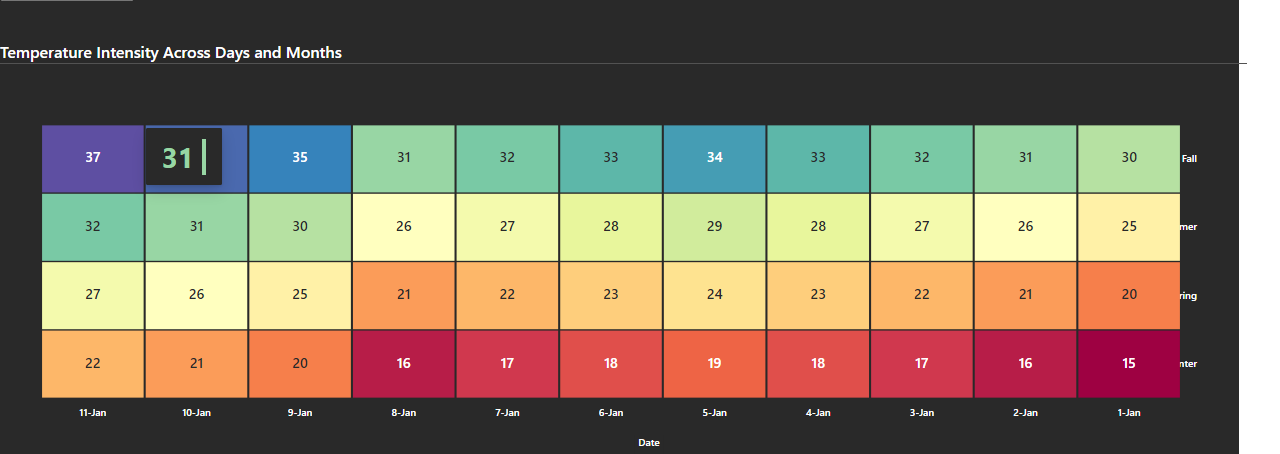 Temperature Intensity Across Days and Months
37 31 35 31 32 33 34 33 32 31 30 Fall
32 31 30 26 27 28 29 28 27 26 25 mer
27 26 25 21 22 23 24 23 22 21 20 ring
22 21 20 16 17 18 19 18 17 16 15 nter
11-Jan 10-Jan 9-Jan 8-Jan 7-Jan 6-Jan 5-Jan 4-Jan 3-Jan 2-Jan 1-Jan
Date